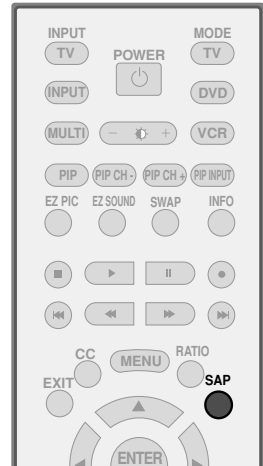 INPUT MODE
TV POWER TV
INPUT DVD
MULTI - + VCR
PIP PIP CH - PIP CH + PIP INPUT
EZ PIC EZ SOUND SWAP INFO
CC MENU RATIO
EXIT SAP
ENTER